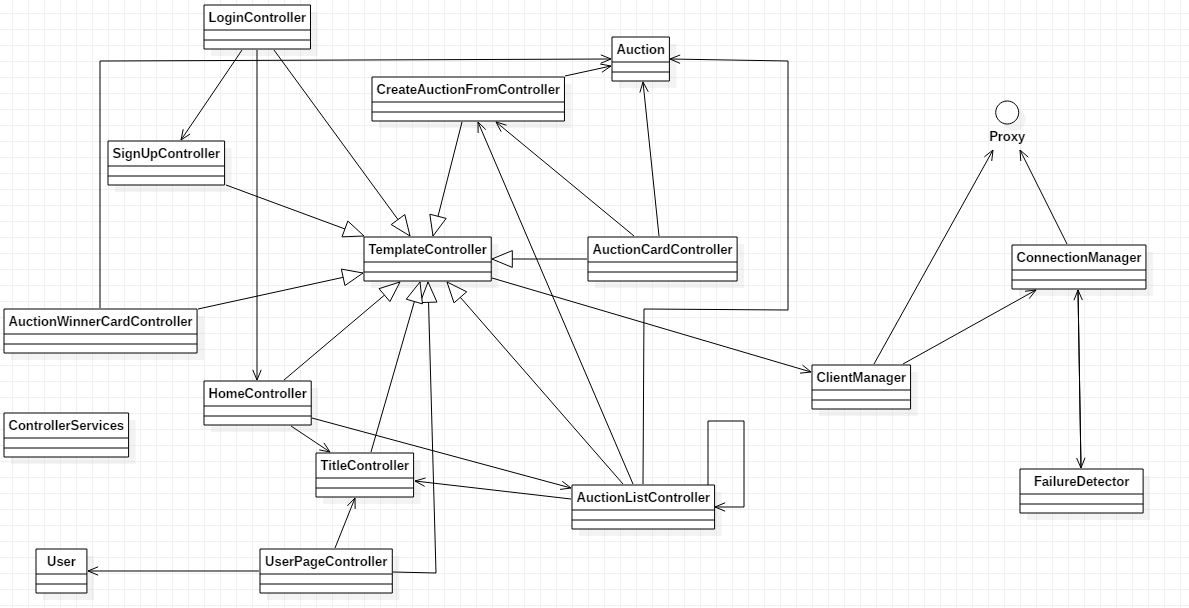 LoginController
Auction
CreateAuctionFromController
Proxy
SignUpController
TemplateController
AuctionCardController
ConnectionManager
AuctionWinnerCardController
ClientManager
HomeController
ControllerServices
TitleController
AuctionListController
FailureDetector
User
UserPageController